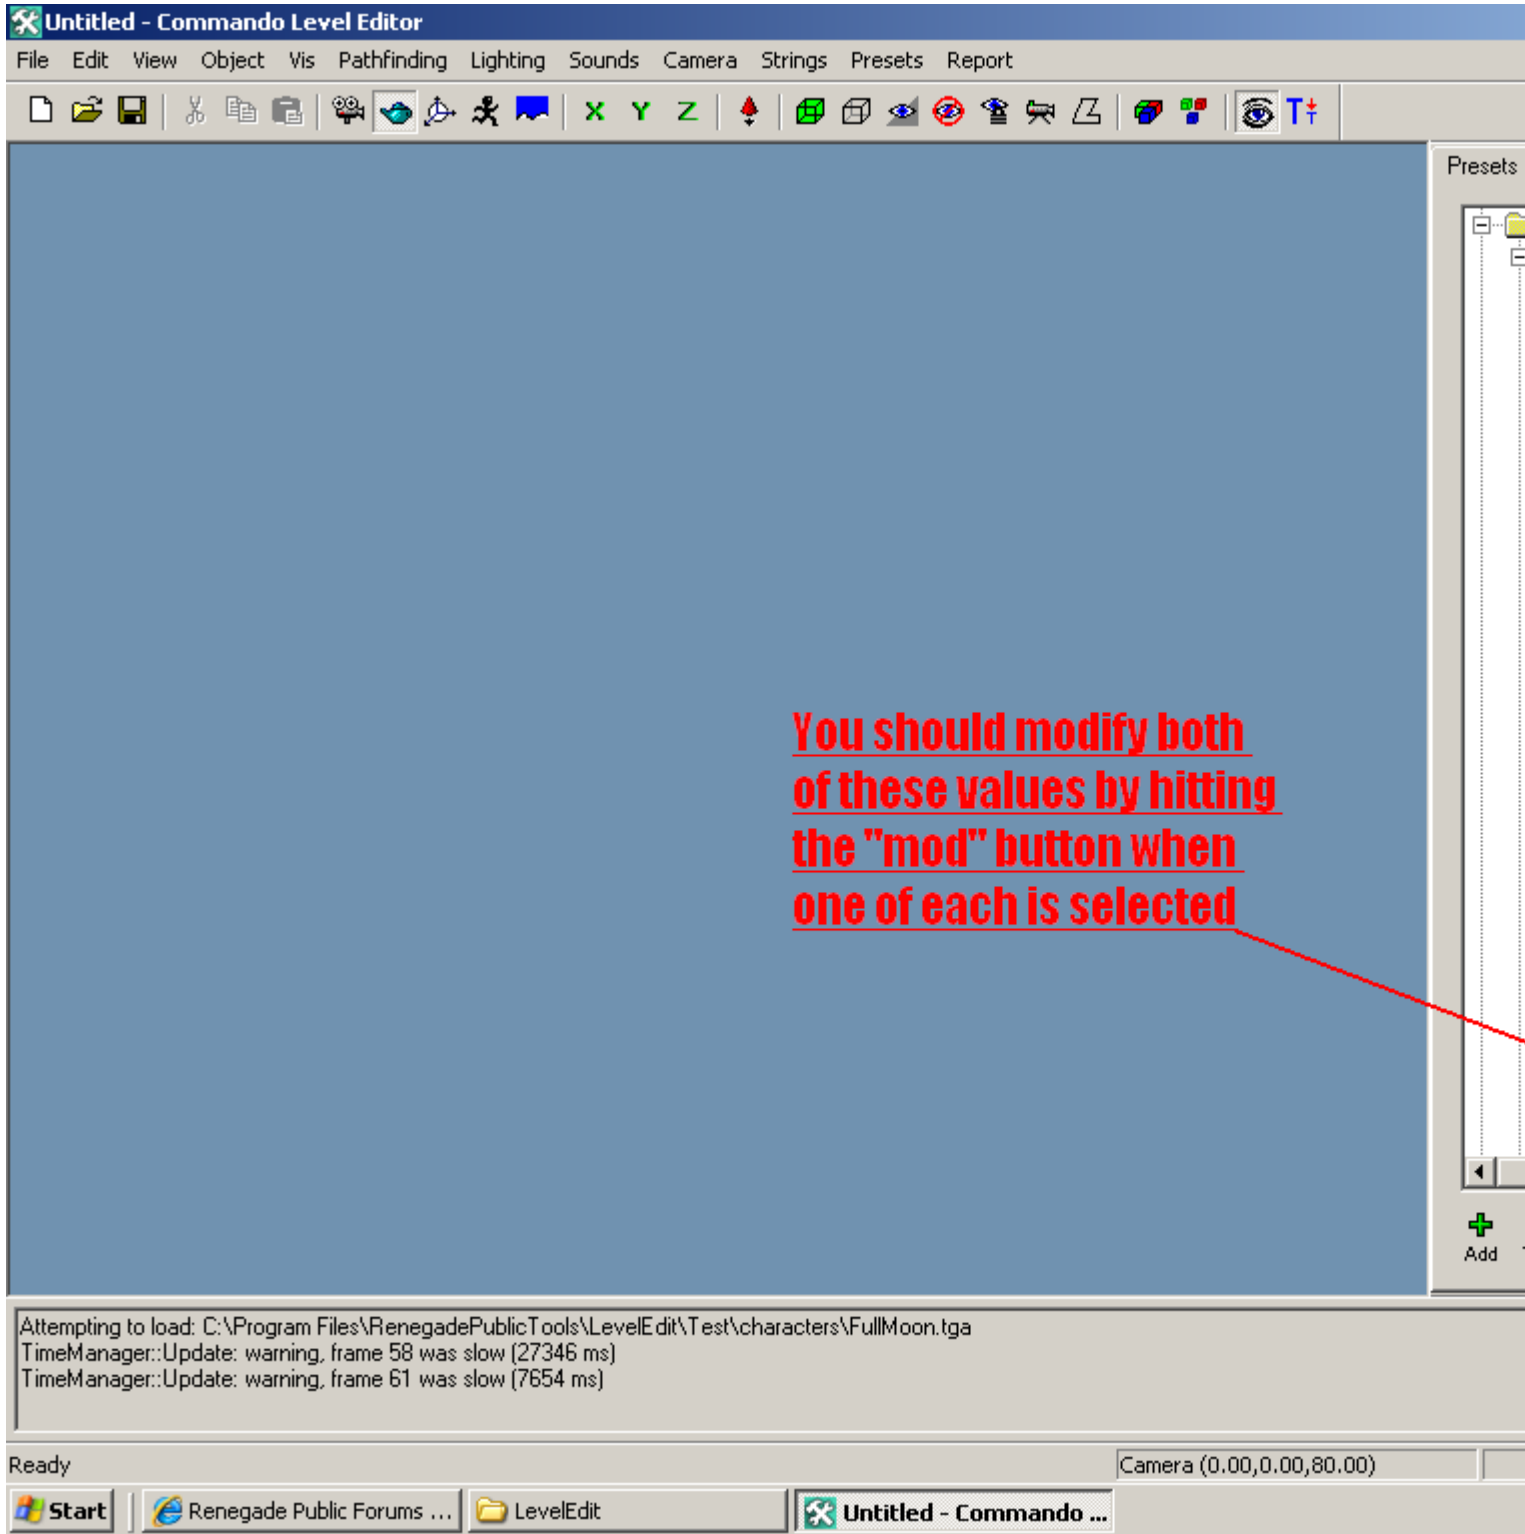 Untitled - Commando Level Editor
File Edit View Object Vis Pathfinding Lighting Sounds Camera Strings Presets Report
X Y Z T
Presets
You should modify both
of these values by hitting
the "mod" button when
one of each is selected
Add
Attempting to load: C:\Program Files\RenegadePublicTools\LevelEdit\Test\characters\FullMoon.tga
TimeManager::Update: warning, frame 58 was slow (27346 ms)
TimeManager::Update: warning, frame 61 was slow (7654 ms)
Ready
Camera (0.00,0.00,80.00)
Start
Renegade Public Forums ...
LevelEdit
Untitled - Commando ...